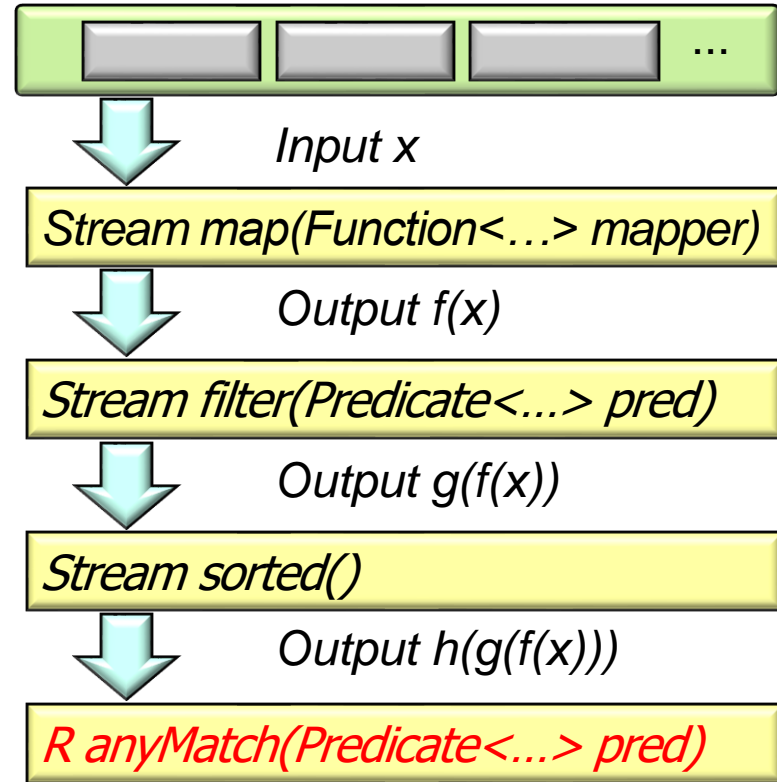 ...
Input x
Stream map(Function<…> mapper)
Output f(x)
Stream filter(Predicate<...> pred)
Output g(f(x))
Stream sorted()
Output h(g(f(x)))
R anyMatch(Predicate<...> pred)